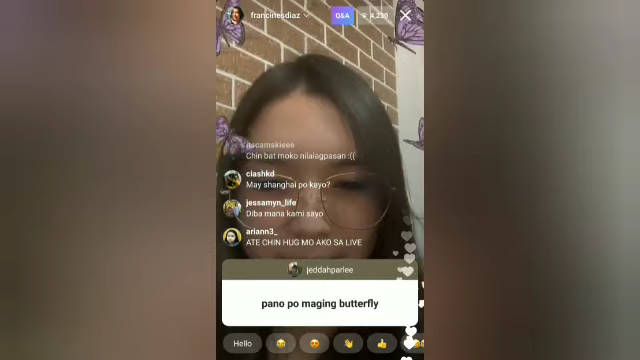 francinesdiaz
Q&A
4,230
itscamskieee
Chin bat moko nilalagpasan :((
ciashkd
May shanghai po kayo?
jessamyn_life
Diba mana kami sayo
ariann3_
ATE CHIN HUG MO AKO SA LIVE
jeddahparlee
pano po maging butterfly
Hello